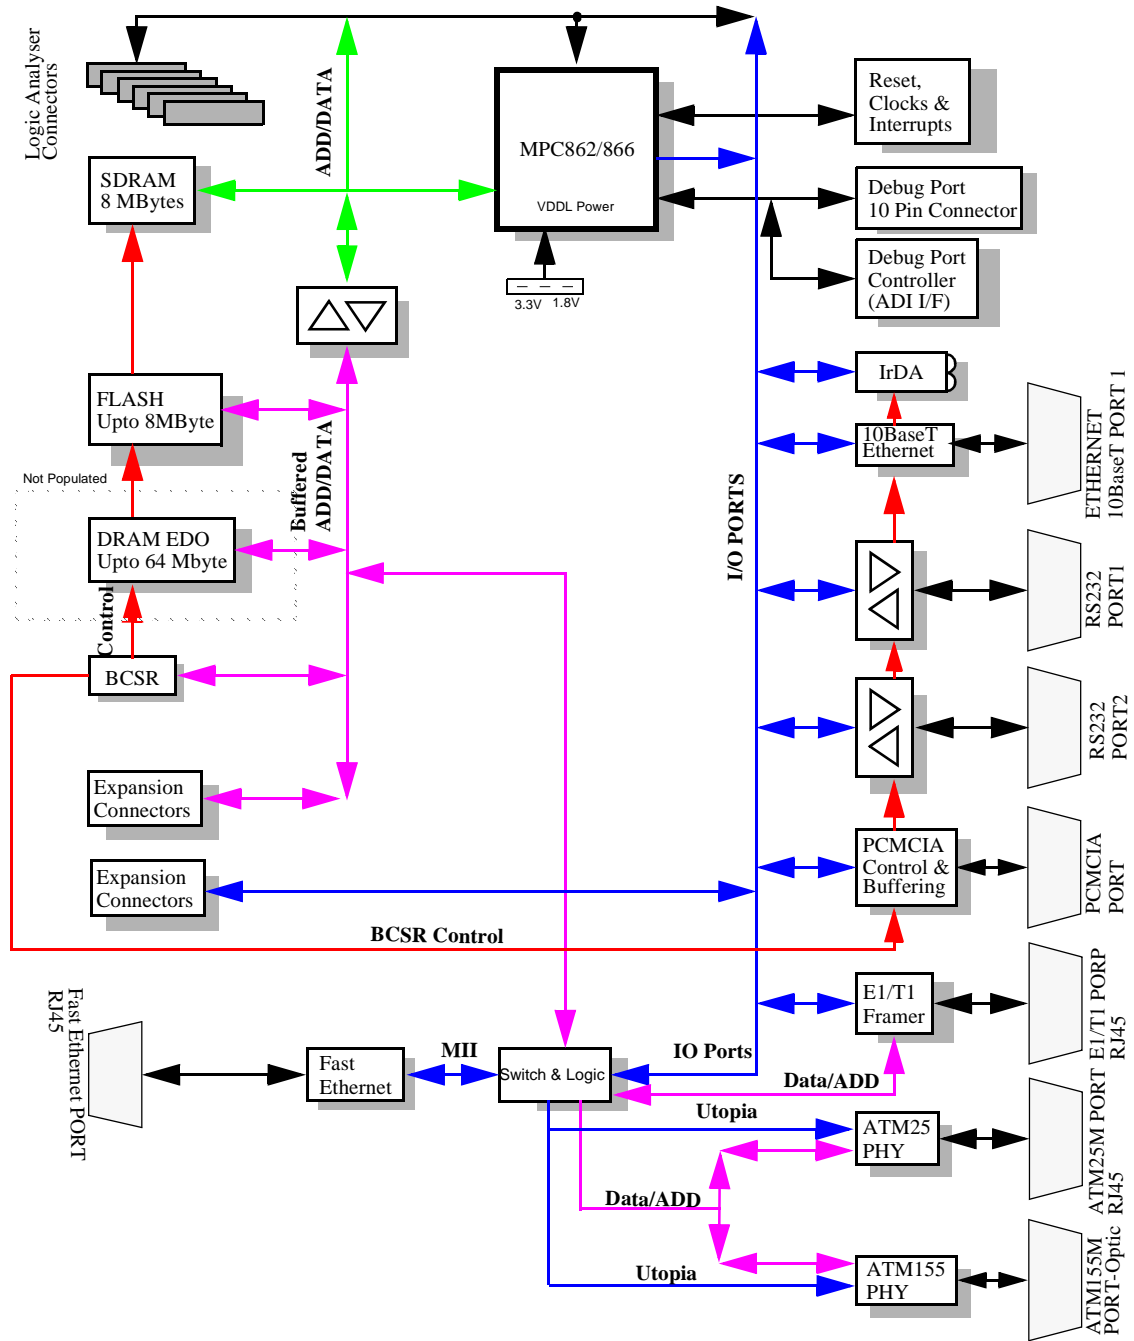 Logic Analyser
Connectors
ADD/DATA
MPC862/866
VDDL Power
3.3V
1.8V
Reset,
Clocks &
Interrupts
Debug Port
10 Pin Connector
Debug Port
Controller
(ADI I/F)
SDRAM
8 MBytes
FLASH
Upto 8MByte
Not Populated
DRAM EDO
Upto 64 Mbyte
Control
BCSR
Buffered
ADD/DATA
Expansion
Connectors
Expansion
Connectors
BCSR Control
I/O PORTS
IrDA
10BaseT
Ethernet
ETHERNET
10BaseT PORT 1
RS232
PORT1
RS232
PORT2
PCMCIA
Control &
Buffering
PCMCIA
PORT
E1/T1
Framer
E1/T1 PORP
RJ45
Fast Ethernet PORT
RJ45
Fast
Ethernet
MII
Switch & Logic
IO Ports
Data/ADD
Utopia
ATM25
PHY
ATM25M PORT
RJ45
Data/ADD
Utopia
ATM155
PHY
ATM155M
PORT-Optic